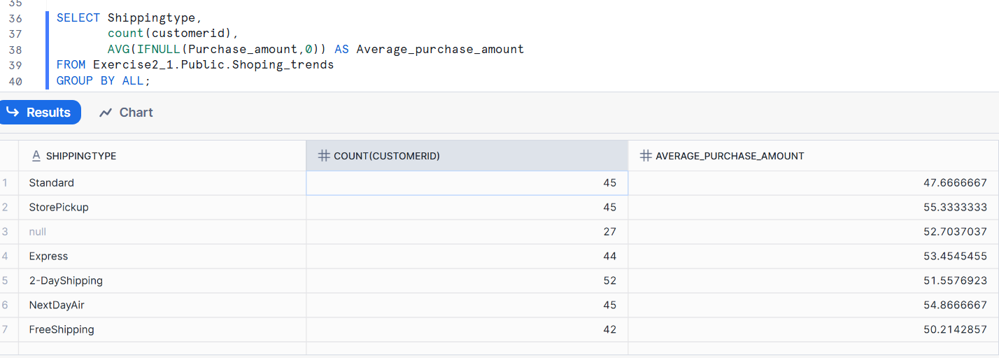 35
36 SELECT Shippingtype,
37 count(customerid),
38 AVG(IFNULL(Purchase_amount,0)) AS Average_purchase_amount
39 FROM Exercise2_1.Public.Shoping_trends
40 GROUP BY ALL;
Results Chart
A SHIPPINGTYPE # COUNT(CUSTOMERID) # AVERAGE_PURCHASE_AMOUNT
1 Standard 45 47.6666667
2 StorePickup 45 55.3333333
3 null 27 52.7037037
4 Express 44 53.4545455
5 2-DayShipping 52 51.5576923
6 NextDayAir 45 54.8666667
7 FreeShipping 42 50.2142857